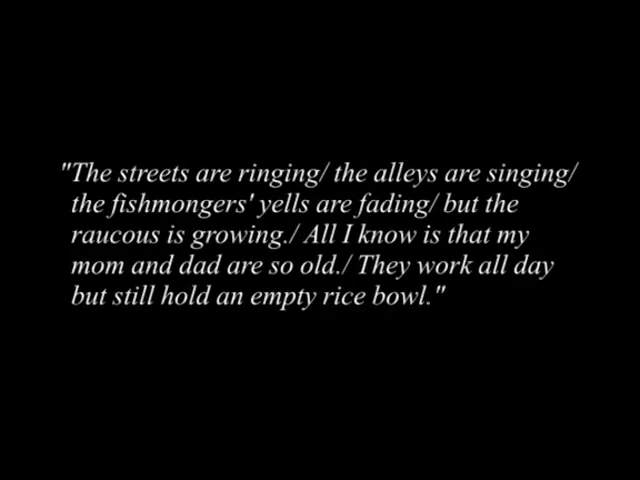 "The streets are ringing/ the alleys are singing/
the fishmongers' yells are fading/ but the
raucous is growing./ All I know is that my
mom and dad are so old./ They work all day
but still hold an empty rice bowl."